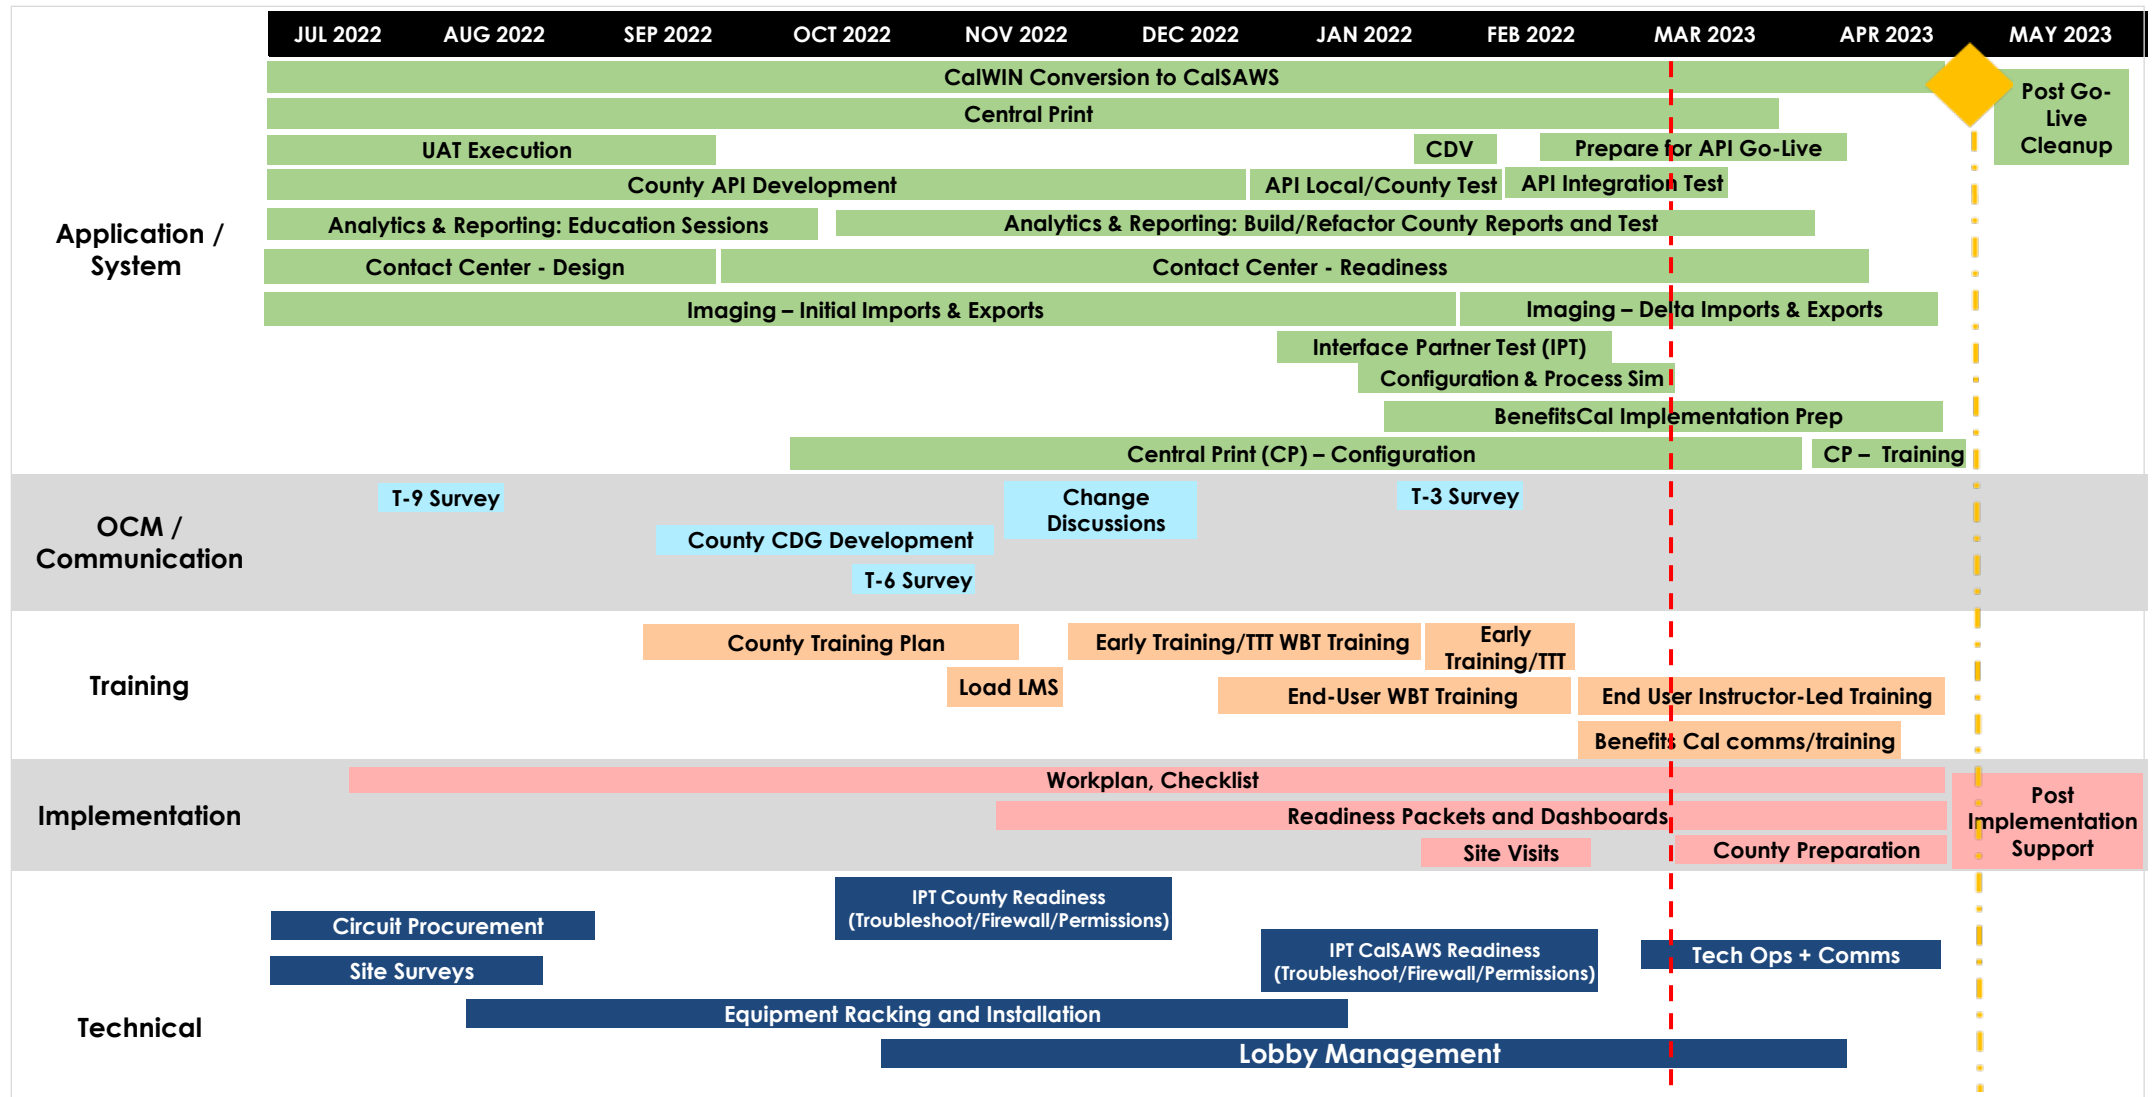 JUL 2022 AUG 2022 SEP 2022 OCT 2022 NOV 2022 DEC 2022 JAN 2022 FEB 2022 MAR 2023 APR 2023 MAY 2023
Application /
System
CalWIN Conversion to CalSAWS
Post Go-
Live
Cleanup
Central Print
UAT Execution
CDV
Prepare for API Go-Live
County API Development
API Local/County Test
API Integration Test
Analytics & Reporting: Education Sessions
Analytics & Reporting: Build/Refactor County Reports and Test
Contact Center - Design
Contact Center - Readiness
Imaging – Initial Imports & Exports
Imaging – Delta Imports & Exports
Interface Partner Test (IPT)
Configuration & Process Sim
BenefitsCal Implementation Prep
Central Print (CP) – Configuration
CP – Training
OCM /
Communication
T-9 Survey
Change
Discussions
T-3 Survey
County CDG Development
T-6 Survey
Training
County Training Plan
Early Training/TTT WBT Training
Early
Training/TTT
Load LMS
End-User WBT Training
End User Instructor-Led Training
Benefits Cal comms/training
Implementation
Workplan, Checklist
Readiness Packets and Dashboards
Site Visits
County Preparation
Post
Implementation
Support
Technical
IPT County Readiness
(Troubleshoot/Firewall/Permissions)
Circuit Procurement
IPT CalSAWS Readiness
(Troubleshoot/Firewall/Permissions)
Tech Ops + Comms
Site Surveys
Equipment Racking and Installation
Lobby Management